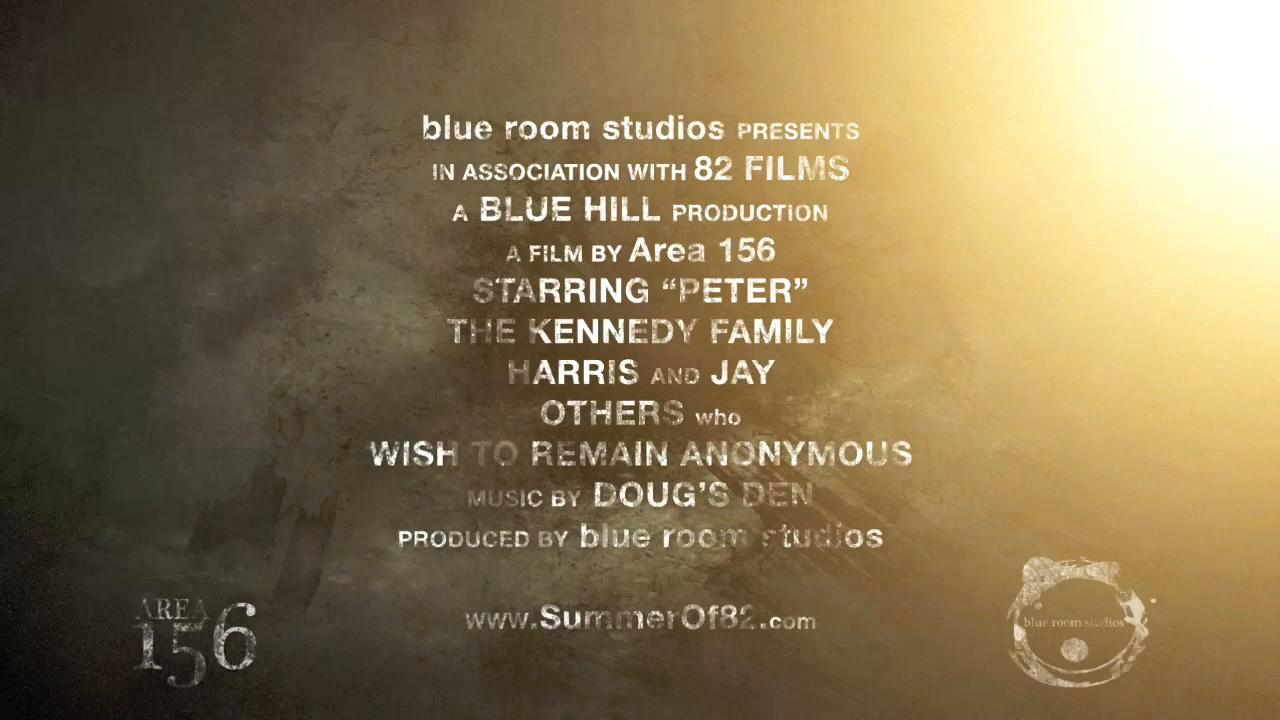 blue room studios PRESENTS
IN ASSOCIATION WITH 82 FILMS
A BLUE HILL PRODUCTION
A FILM BY Area 156
STARRING “PETER”
THE KENNEDY FAMILY
HARRIS AND JAY
OTHERS who
WISH TO REMAIN ANONYMOUS
MUSIC BY DOUG’S DEN
PRODUCED BY blue room studios
www.SummerOf82.com
AREA
156
blue room studios